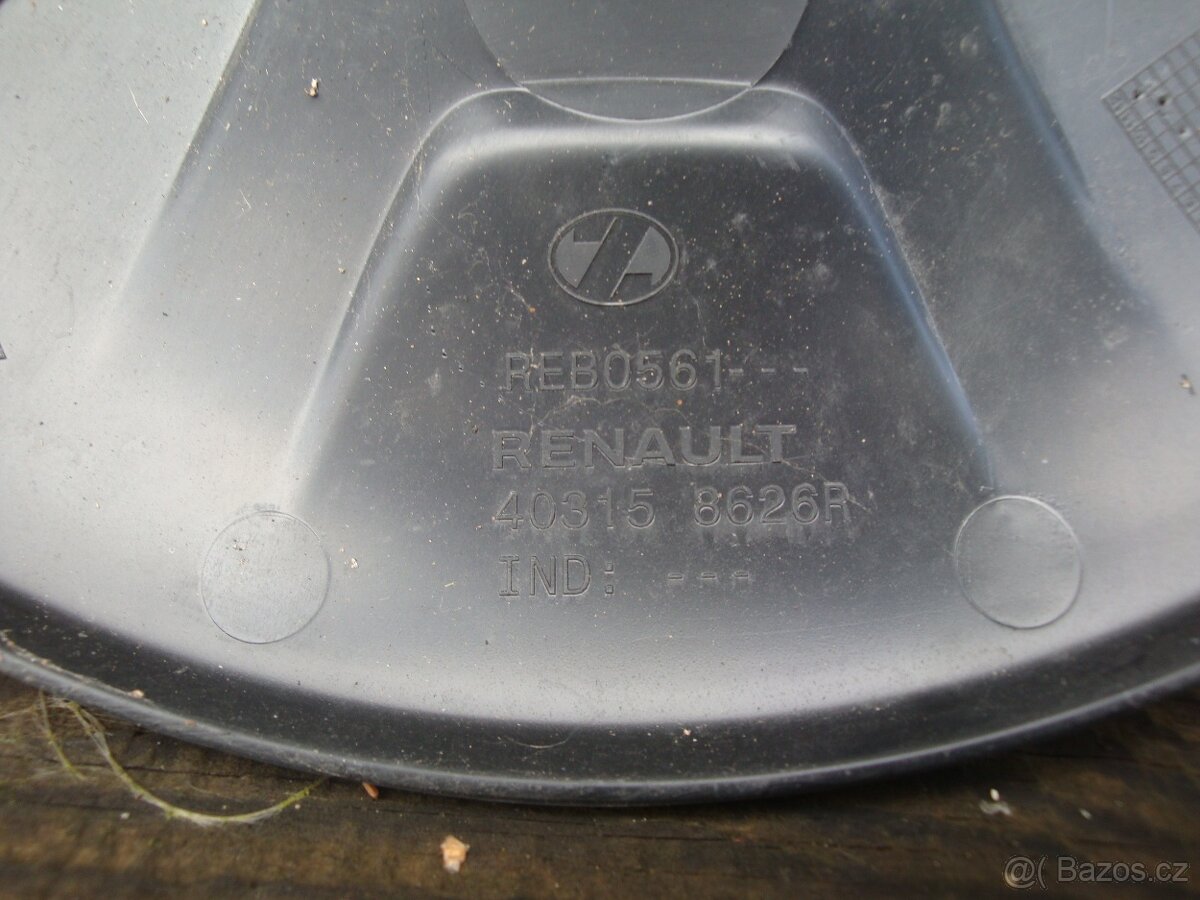 REB0561---
RENAULT
40315 8626R
IND: ---
@( Bazos.cz